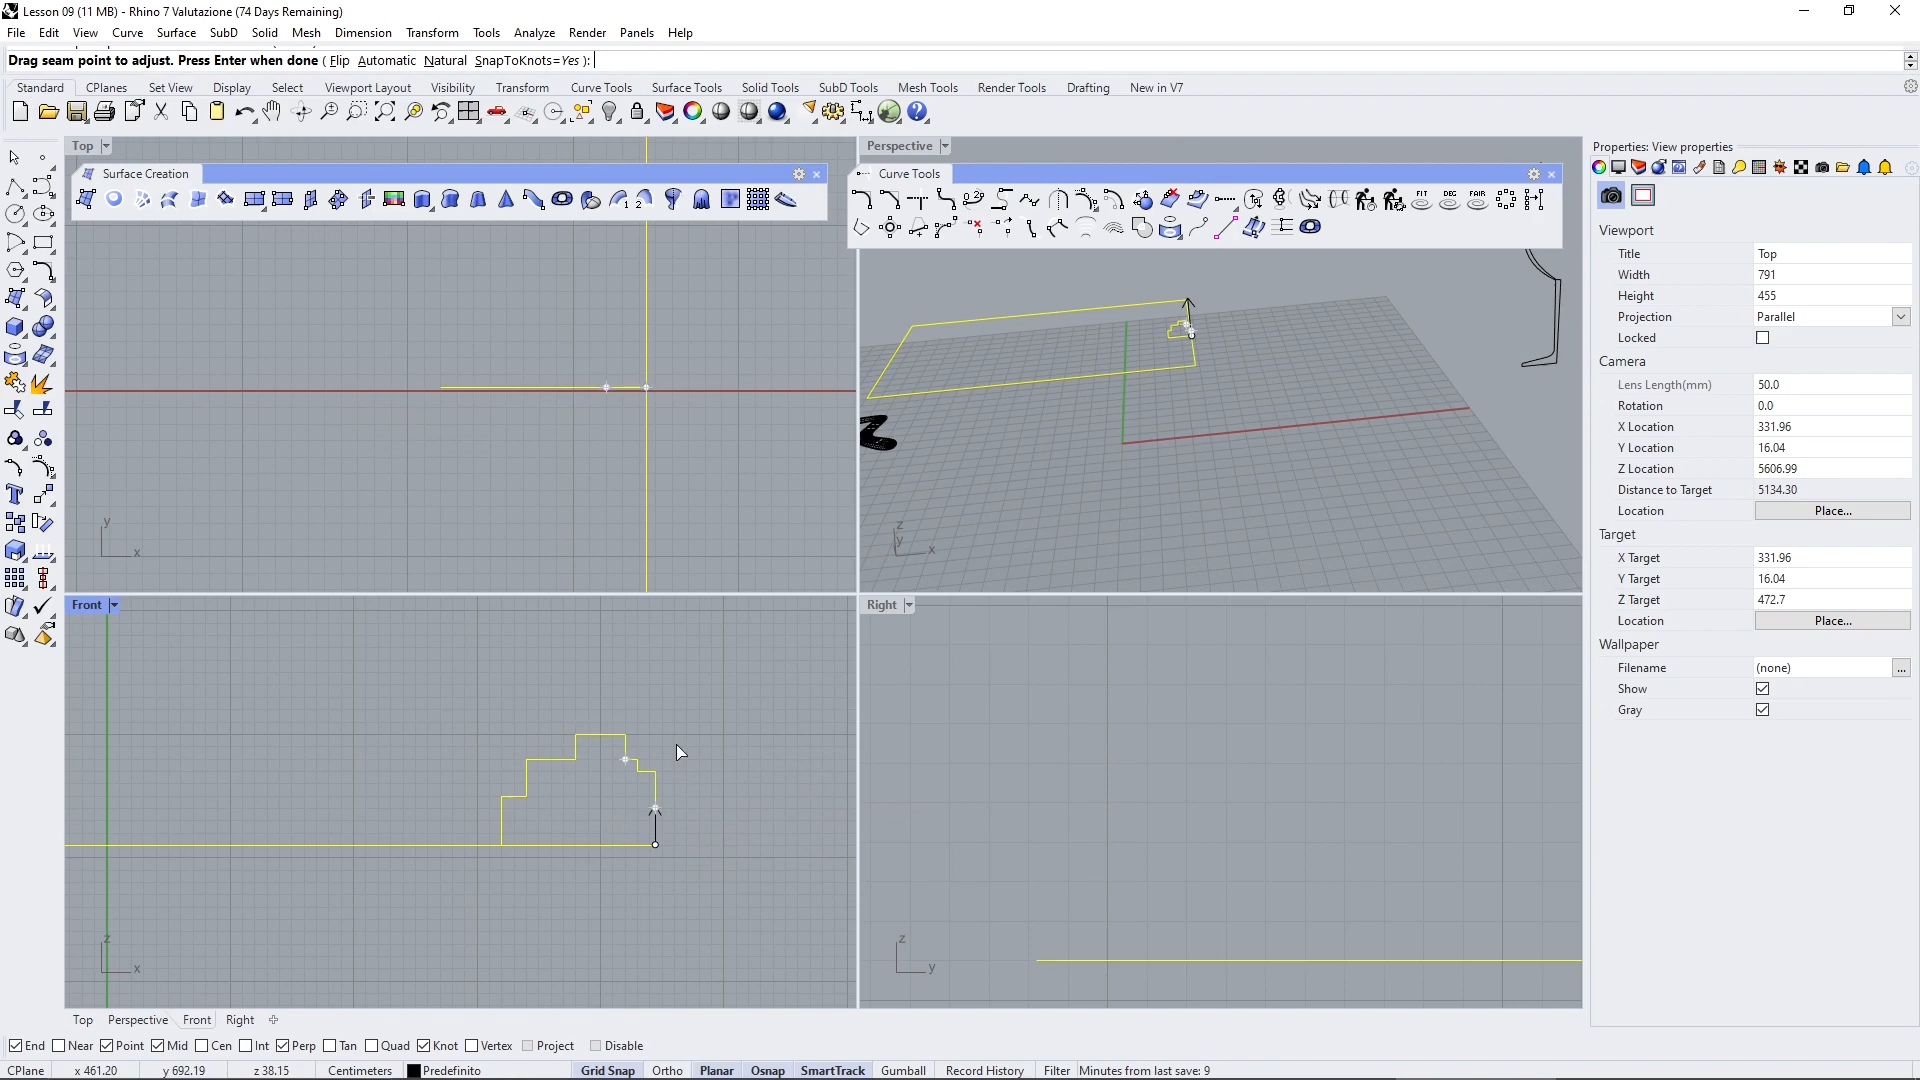 Lesson 09 (11 MB) - Rhino 7 Valutazione (74 Days Remaining)
File Edit View Curve Surface SubD Solid Mesh Dimension Transform Tools Analyze Render Panels Help
Drag seam point to adjust. Press Enter when done ( Flip Automatic Natural SnapToKnots=Yes ):
Standard CPlanes Set View Display Select Viewport Layout Visibility Transform Curve Tools Surface Tools Solid Tools SubD Tools Mesh Tools Render Tools Drafting New in V7
Top
Surface Creation
1 2
y
x
Perspective
Curve Tools
FIT DEG FAIR
z
y
x
Front
z
x
Right
z
y
Properties: View properties
Viewport
Title Top
Width 791
Height 455
Projection Parallel
Locked
Camera
Lens Length(mm) 50.0
Rotation 0.0
X Location 331.96
Y Location 16.04
Z Location 5606.99
Distance to Target 5134.30
Location Place...
Target
X Target 331.96
Y Target 16.04
Z Target 472.7
Location Place...
Wallpaper
Filename (none) ...
Show
Gray
Top Perspective Front Right
End Near Point Mid Cen Int Perp Tan Quad Knot Vertex Project Disable
CPlane x 461.20 y 692.19 z 38.15 Centimeters Predefinito Grid Snap Ortho Planar Osnap SmartTrack Gumball Record History Filter Minutes from last save: 9